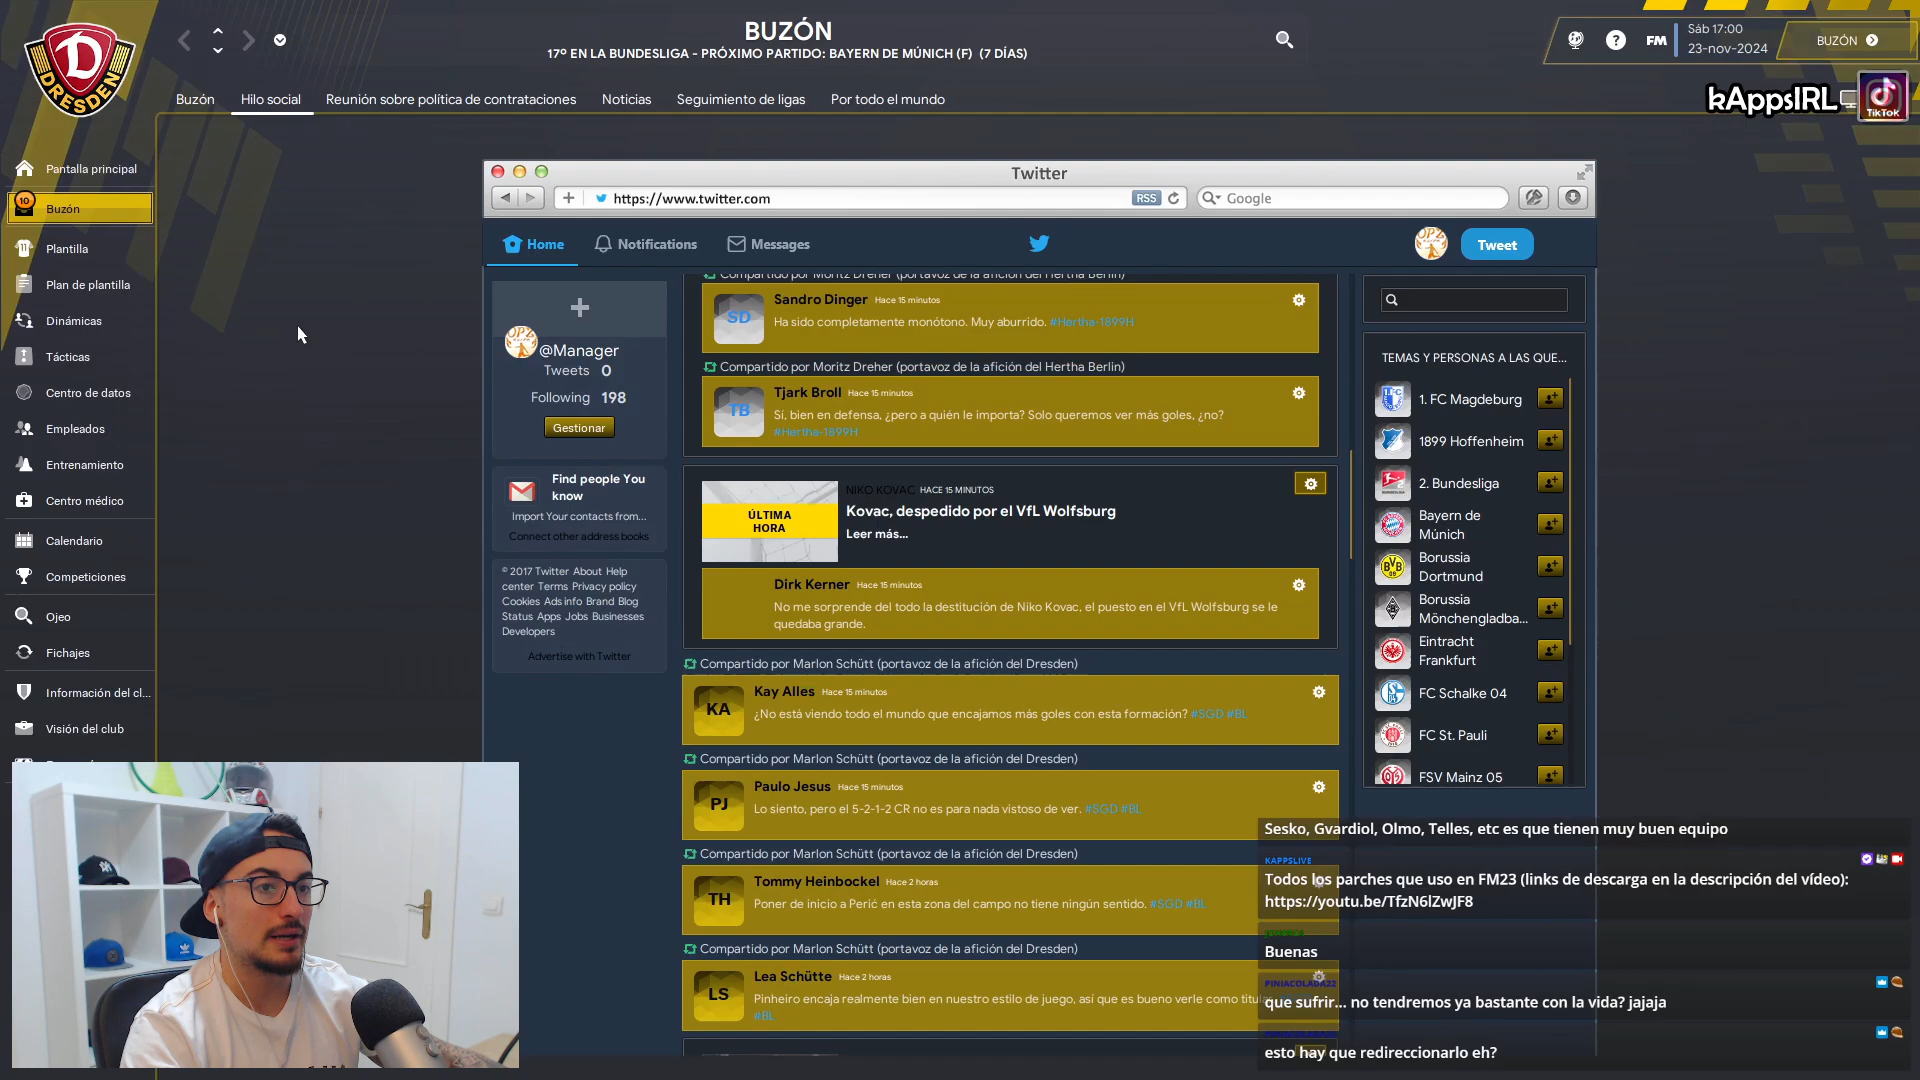 BUZÓN
17º EN LA BUNDESLIGA - PRÓXIMO PARTIDO: BAYERN DE MÚNICH (F) (7 DÍAS)
FM
Sáb 17:00
23-nov-2024
BUZÓN
DRESDEN
Buzón
Hilo social
Reunión sobre política de contrataciones
Noticias
Seguimiento de ligas
Por todo el mundo
kAppsIRL
TikTok
Pantalla principal
10
Buzón
Plantilla
Plan de plantilla
Dinámicas
Tácticas
Centro de datos
Empleados
Entrenamiento
Centro médico
Calendario
Competiciones
Ojeo
Fichajes
Información del cl...
Visión del club
Twitter
https://www.twitter.com
RSS
Google
Home
Notifications
Messages
Tweet
@Manager
Tweets 0
Following 198
Gestionar
Find people You
know
Import Your contacts from...
Connect other address books
© 2017 Twitter About Help
center Terms Privacy policy
Cookies Ads info Brand Blog
Status Apps Jobs Businesses
Developers
Advertise with Twitter
Compartido por Moritz Dreher (portavoz de la afición del Hertha Berlín)
SD
Sandro Dinger Hace 15 minutos
Ha sido completamente monótono. Muy aburrido. #Hertha-1899H
Compartido por Moritz Dreher (portavoz de la afición del Hertha Berlín)
TB
Tjark Broll Hace 15 minutos
Sí, bien en defensa, ¿pero a quién le importa? Solo queremos ver más goles, ¿no?
#Hertha-1899H
ÚLTIMA
HORA
NIKO KOVAC HACE 15 MINUTOS
Kovac, despedido por el VfL Wolfsburg
Leer más...
Dirk Kerner Hace 15 minutos
No me sorprende del todo la destitución de Niko Kovac, el puesto en el VfL Wolfsburg se le
quedaba grande.
Compartido por Marlon Schütt (portavoz de la afición del Dresden)
KA
Kay Alles Hace 15 minutos
¿No está viendo todo el mundo que encajamos más goles con esta formación? #SGD #BL
Compartido por Marlon Schütt (portavoz de la afición del Dresden)
PJ
Paulo Jesus Hace 15 minutos
Lo siento, pero el 5-2-1-2 CR no es para nada vistoso de ver. #SGD #BL
Compartido por Marlon Schütt (portavoz de la afición del Dresden)
TH
Tommy Heinbockel Hace 2 horas
Poner de inicio a Perić en esta zona del campo no tiene ningún sentido. #SGD #BL
Compartido por Marlon Schütt (portavoz de la afición del Dresden)
LS
Lea Schütte Hace 2 horas
Pinheiro encaja realmente bien en nuestro estilo de juego, así que es bueno verle como titular
#BL
TEMAS Y PERSONAS A LAS QUE...
1. FC Magdeburg
1899 Hoffenheim
2. Bundesliga
Bayern de
Múnich
Borussia
Dortmund
Borussia
Mönchengladba...
Eintracht
Frankfurt
FC Schalke 04
FC St. Pauli
FSV Mainz 05
Sesko, Gvardiol, Olmo, Telles, etc es que tienen muy buen equipo
KAPPSLIVE
Todos los parches que uso en FM23 (links de descarga en la descripción del vídeo):
https://youtu.be/TfzN6lZwJF8
Buenas
PINIACOLADA22
que sufrir... no tendremos ya bastante con la vida? jajaja
esto hay que redireccionarlo eh?